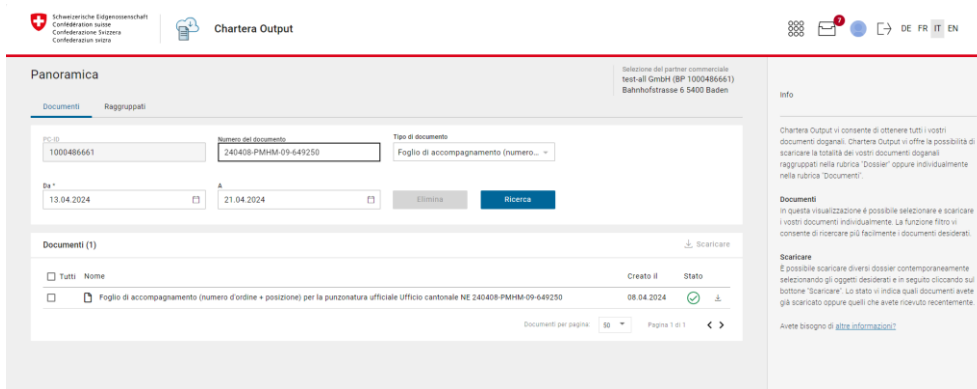 Schweizerische Eidgenossenschaft
Confédération suisse
Confederazione Svizzera
Confederaziun svizra
Chartera Output
7
DE FR IT EN
Panoramica
Selezione del partner commerciale
test-all GmbH (BP 1000486661)
Bahnhofstrasse 6 5400 Baden
Documenti Raggruppati
PC-ID
1000486661
Numero del documento
240408-PMHM-09-649250
Tipo di documento
Foglio di accompagnamento (numero...
Da *
13.04.2024
A
21.04.2024
Elimina
Ricerca
Documenti (1)
Scaricare
Tutti Nome Creato il Stato
Foglio di accompagnamento (numero d'ordine + posizione) per la punzonatura ufficiale Ufficio cantonale NE 240408-PMHM-09-649250 08.04.2024
Documenti per pagina: 50 Pagina 1 di 1
Info
Chartera Output vi consente di ottenere tutti i vostri
documenti doganali. Chartera Output vi offre la possibilità di
scaricare la totalità dei vostri documenti doganali
raggruppati nella rubrica "Dossier" oppure individualmente
nella rubrica "Documenti".
Documenti
In questa visualizzazione è possibile selezionare e scaricare
i vostri documenti individualmente. La funzione filtro vi
consente di ricercare più facilmente i documenti desiderati.
Scaricare
È possibile scaricare diversi dossier contemporaneamente
selezionando gli oggetti desiderati e in seguito cliccando sul
bottone "Scaricare". Lo stato vi indica quali documenti avete
già scaricato oppure quelli che avete ricevuto recentemente.
Avete bisogno di altre informazioni?